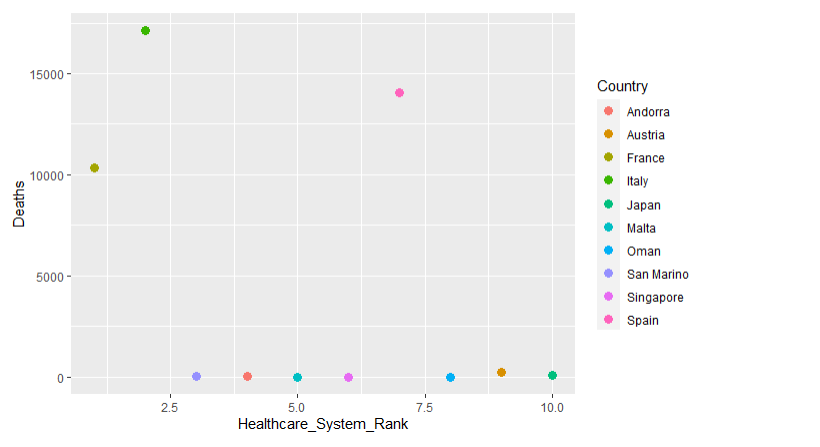 15000
10000
5000
0
Deaths
2.5 5.0 7.5 10.0
Healthcare_System_Rank
Country
Andorra
Austria
France
Italy
Japan
Malta
Oman
San Marino
Singapore
Spain